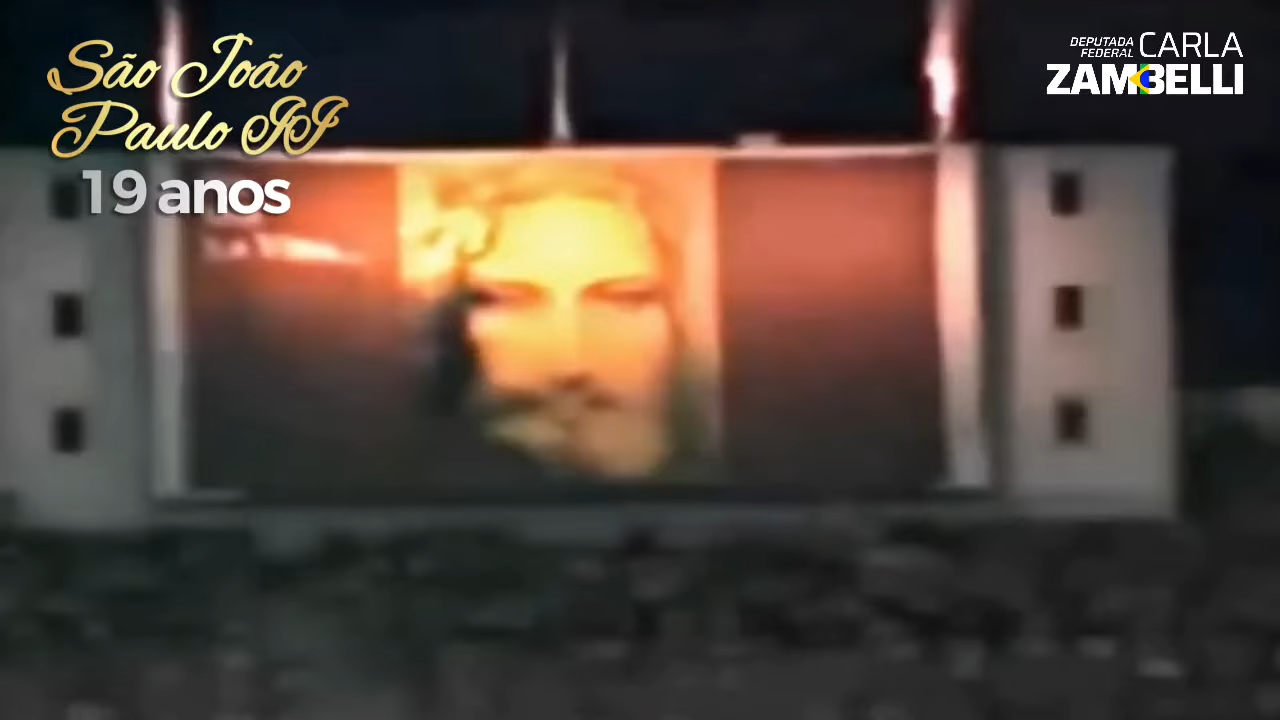 São João
Paulo II
19 anos
DEPUTADA
FEDERAL CARLA
ZAMBELLI